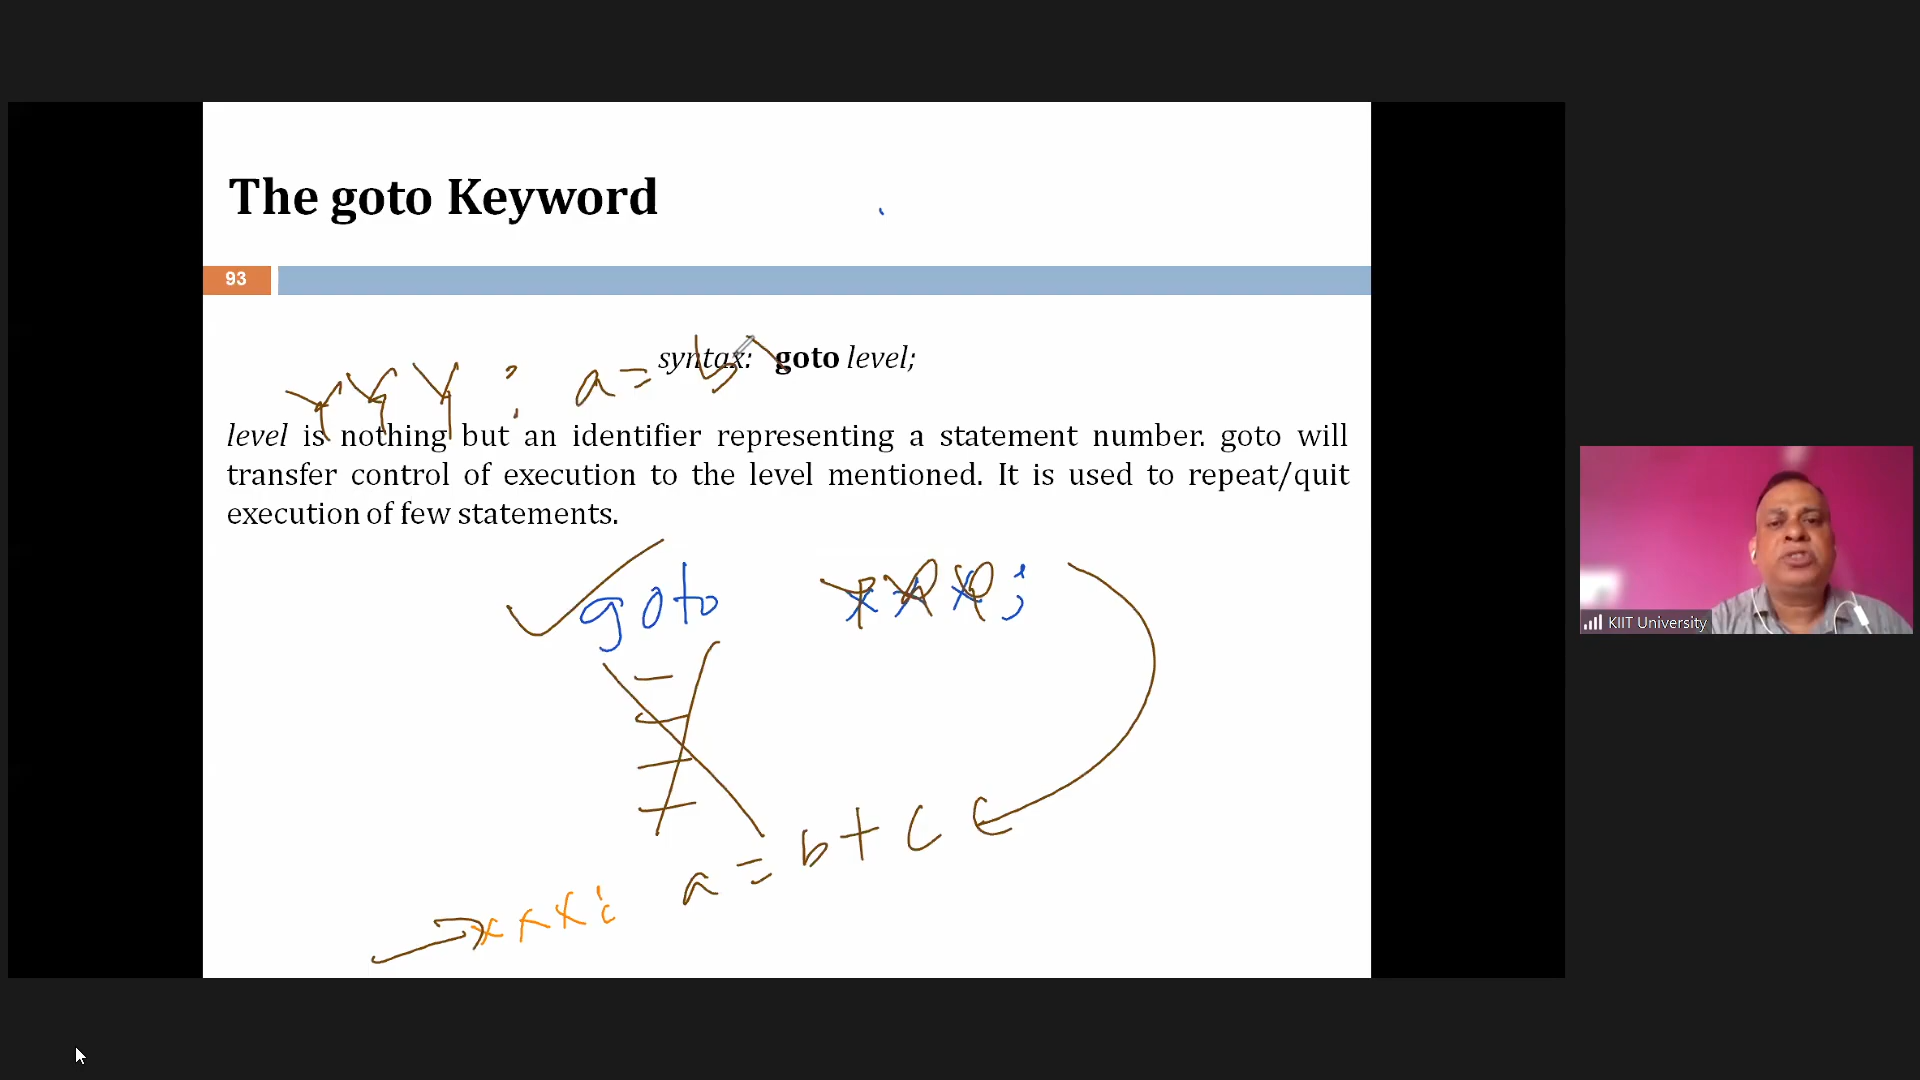 The goto Keyword
93
syntax: goto level;
YYY : a = b
level is nothing but an identifier representing a statement number. goto will
transfer control of execution to the level mentioned. It is used to repeat/quit
execution of few statements.
goto ;
a = b + c
xxx:
KIIT University